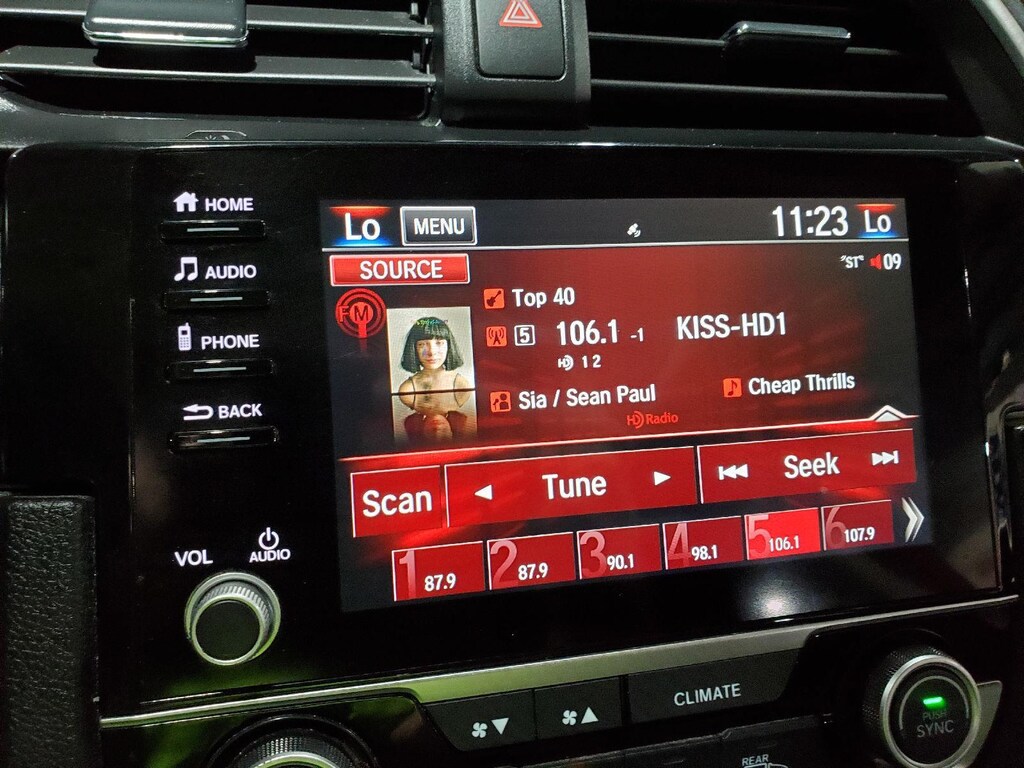 HOME
AUDIO
PHONE
BACK
VOL
AUDIO
Lo MENU 11:23 Lo
SOURCE "ST" 09
FM
Top 40
5 106.1 -1 KISS-HD1
HD 1 2
Sia / Sean Paul Cheap Thrills
HD Radio
Scan Tune Seek
1 87.9 2 87.9 3 90.1 4 98.1 5 106.1 6 107.9
CLIMATE
PUSH
SYNC
REAR